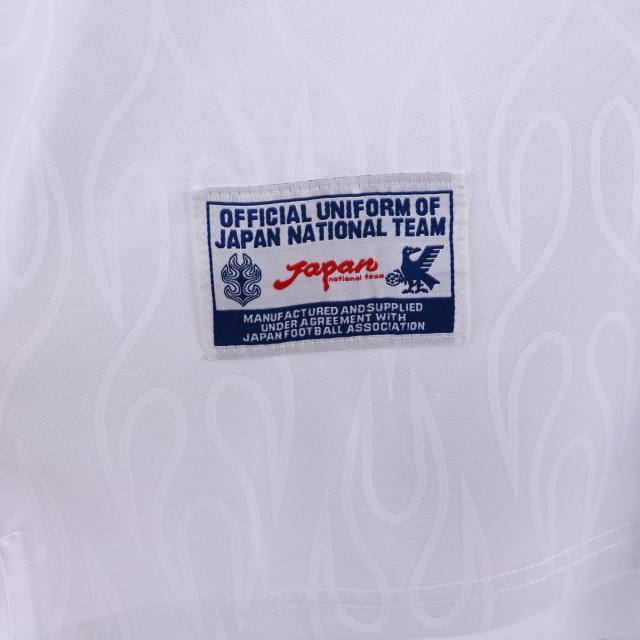 OFFICIAL UNIFORM OF
JAPAN NATIONAL TEAM
Japan
national team
MANUFACTURED AND SUPPLIED
UNDER AGREEMENT WITH
JAPAN FOOTBALL ASSOCIATION